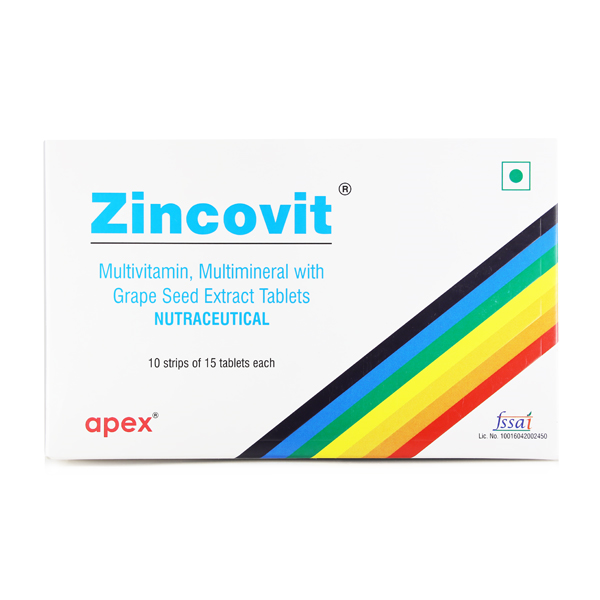 Zincovit®
Multivitamin, Multimineral with
Grape Seed Extract Tablets
NUTRACEUTICAL
10 strips of 15 tablets each
apex®
fssai
Lic. No. 10016042002450